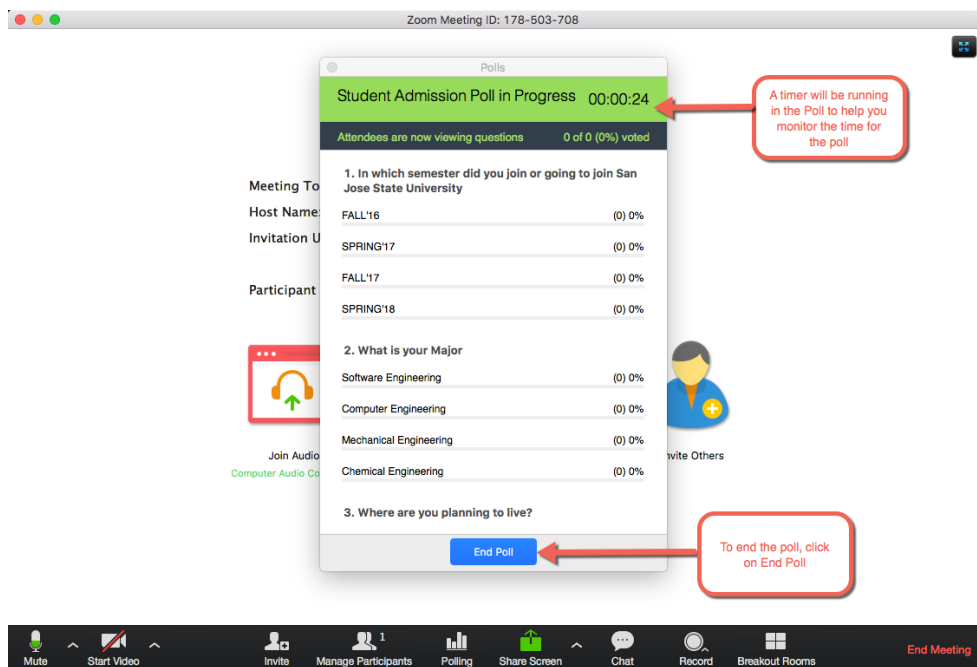 Zoom Meeting ID: 178-503-708
Polls
Student Admission Poll in Progress 00:00:24
Attendees are now viewing questions 0 of 0 (0%) voted
A timer will be running
in the Poll to help you
monitor the time for
the poll
1. In which semester did you join or going to join San
Jose State University
FALL'16 (0) 0%
SPRING'17 (0) 0%
FALL'17 (0) 0%
SPRING'18 (0) 0%
2. What is your Major
Software Engineering (0) 0%
Computer Engineering (0) 0%
Mechanical Engineering (0) 0%
Chemical Engineering (0) 0%
3. Where are you planning to live?
End Poll
To end the poll, click
on End Poll
Meeting To
Host Name:
Invitation U
Participant
Join Audio
Computer Audio Co
nvite Others
1
Mute
Start Video
Invite
Manage Participants
Polling
Share Screen
Chat
Record
Breakout Rooms
End Meeting